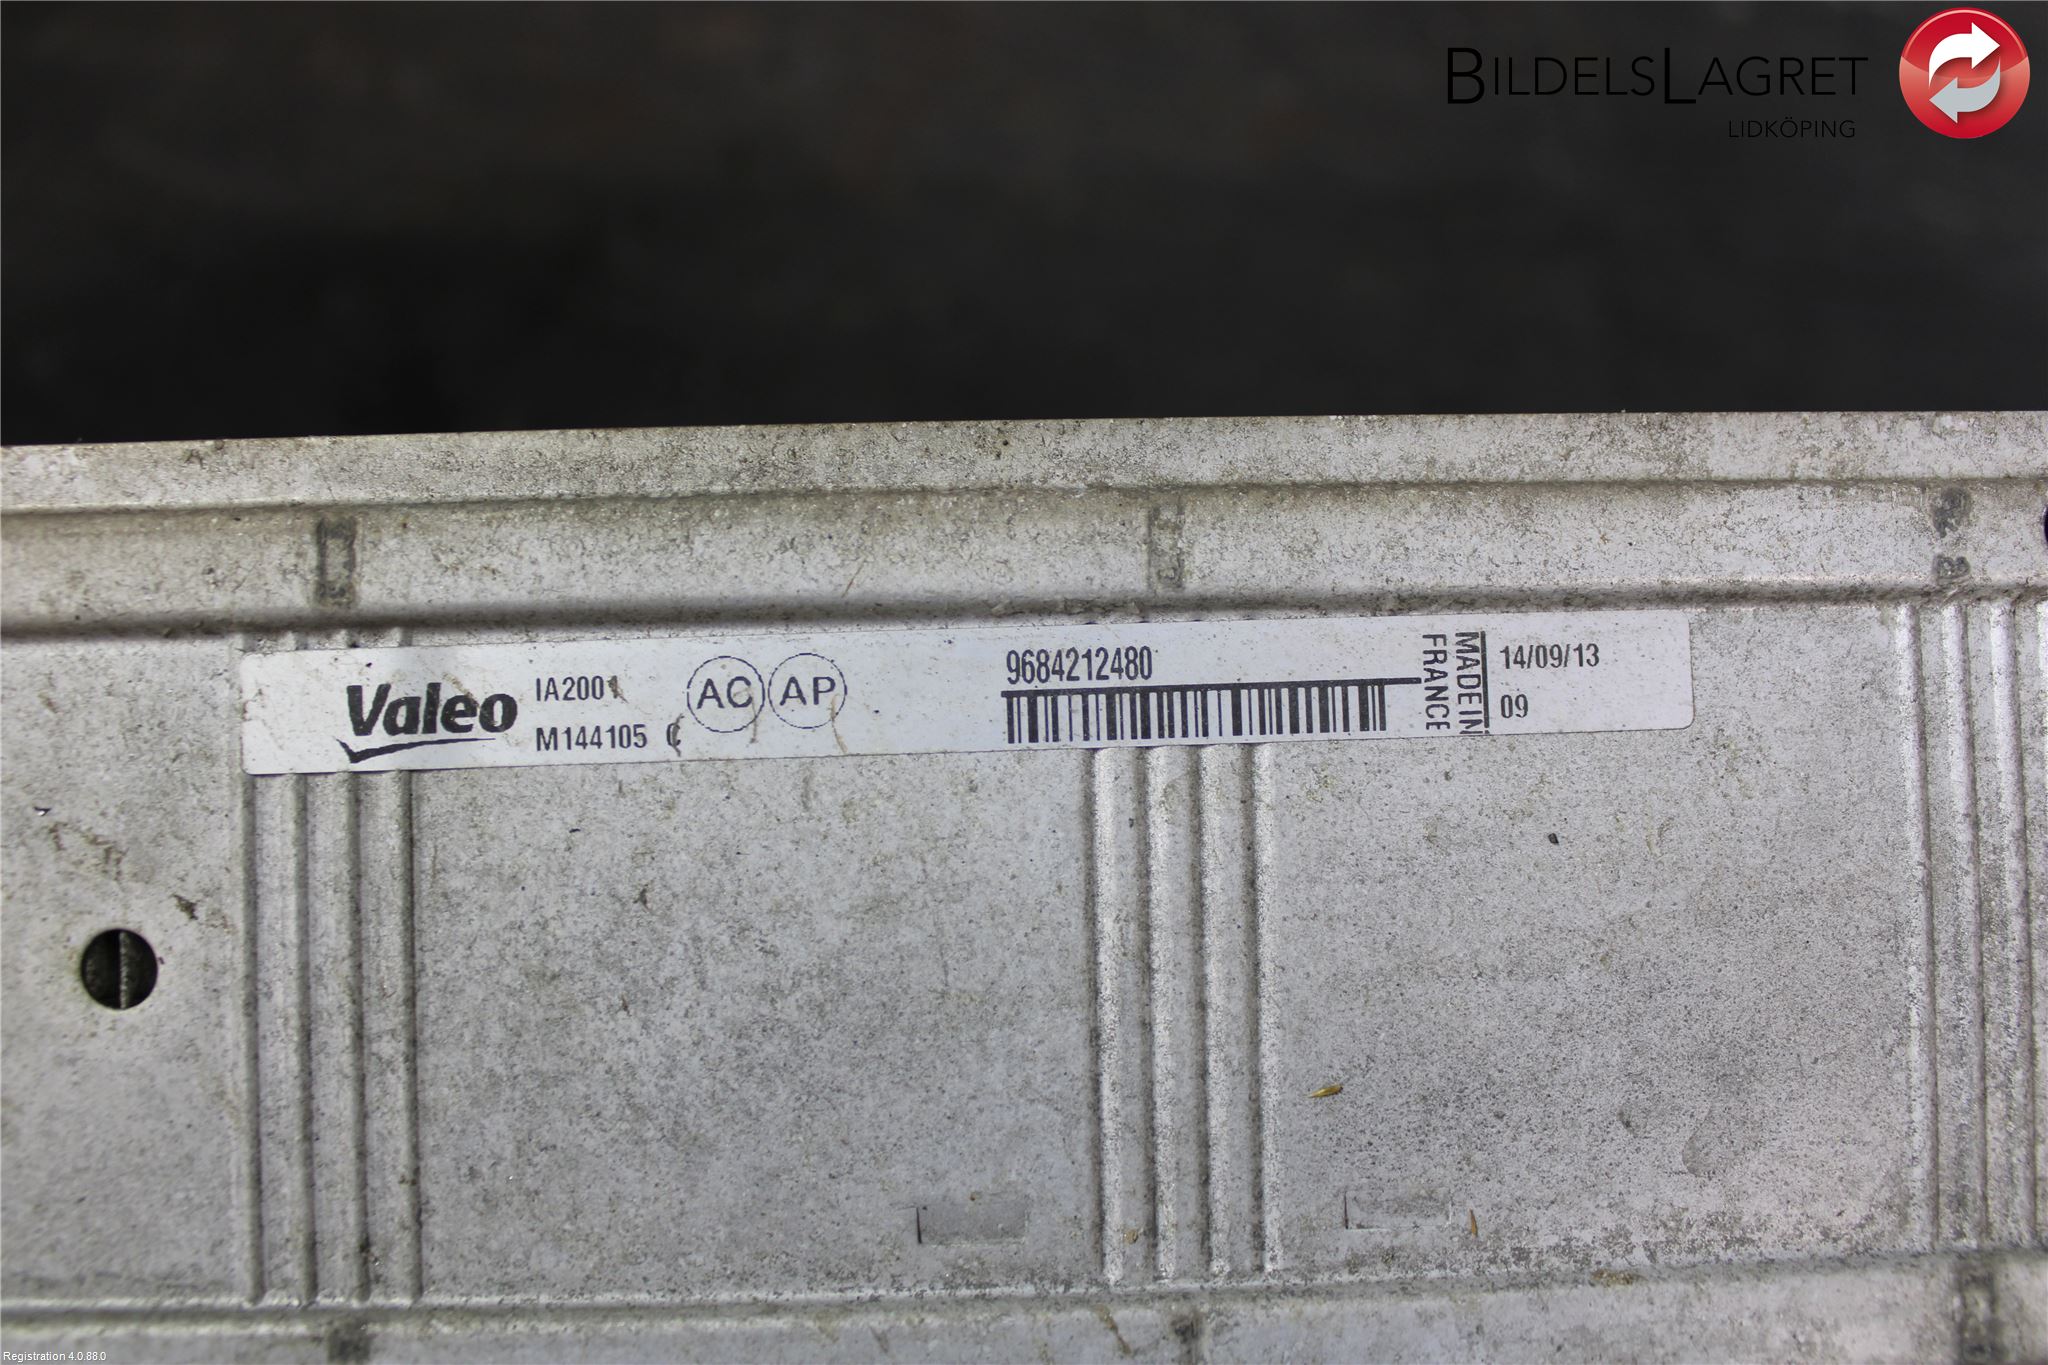 BILDELSLAGRET
LIDKÖPING
Valeo
IA2001
M144105 C
AC AP
9684212480
MADE IN
FRANCE
14/09/13
09
Registration 4.0.88.0